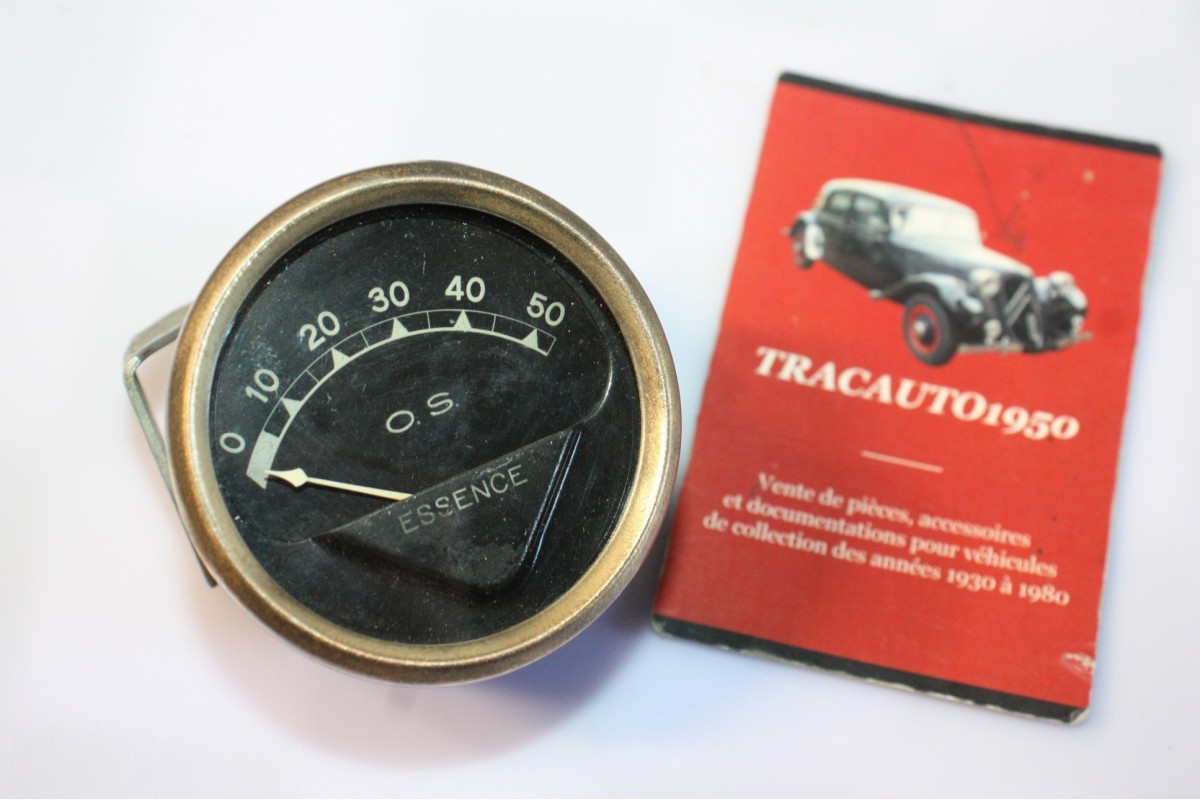 0 10 20 30 40 50
O.S
ESSENCE
TRACAUTO1950
Vente de pièces, accessoires
et documentations pour véhicules
de collection des années 1930 à 1980